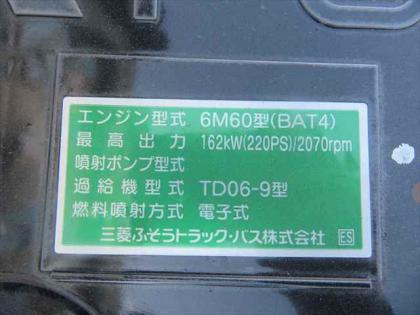 エンジン型式 6M60型(BAT4)
最高出力 162kW(220PS)/2070rpm
噴射ポンプ型式
過給機型式 TD06-9型
燃料噴射方式 電子式
三菱ふそうトラック・バス株式会社 ES